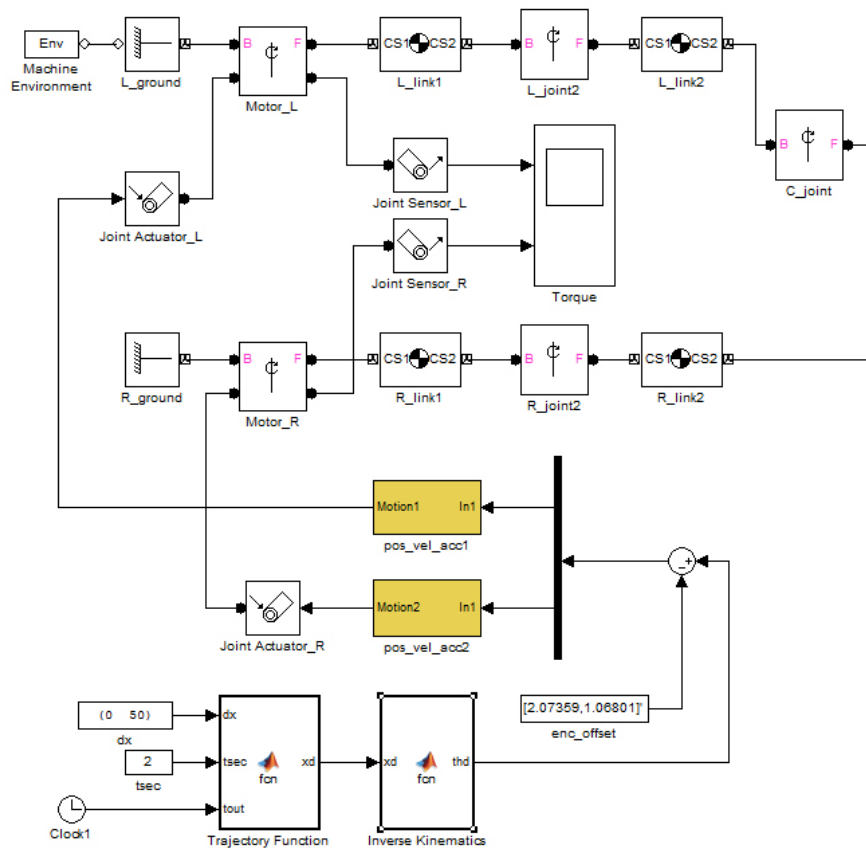 Env
Machine
Environment
L_ground
B
F
Motor_L
CS1
CS2
L_link1
B
F
L_joint2
CS1
CS2
L_link2
B
F
C_joint
Joint Actuator_L
Joint Sensor_L
Joint Sensor_R
Torque
R_ground
B
F
Motor_R
CS1
CS2
R_link1
B
F
R_joint2
CS1
CS2
R_link2
Motion1
In1
pos_vel_acc1
Motion2
In1
pos_vel_acc2
Joint Actuator_R
_+
[2.07359,1.06801]'
enc_offset
(0 50)
dx
2
tsec
Clock1
dx
tsec
tout
fcn
xd
Trajectory Function
xd
fcn
thd
Inverse Kinematics